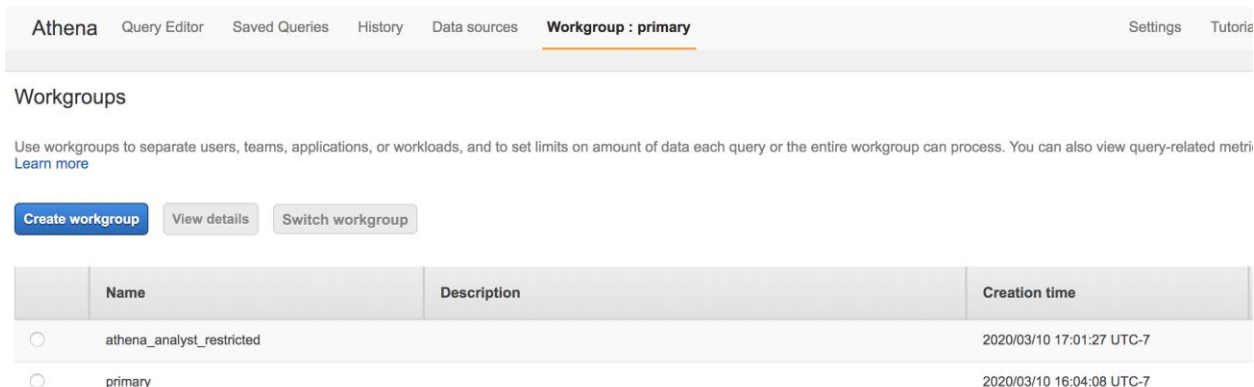 Athena Query Editor Saved Queries History Data sources Workgroup : primary Settings Tutoria
Workgroups
Use workgroups to separate users, teams, applications, or workloads, and to set limits on amount of data each query or the entire workgroup can process. You can also view query-related metri
Learn more
Create workgroup View details Switch workgroup
Name Description Creation time
athena_analyst_restricted 2020/03/10 17:01:27 UTC-7
primary 2020/03/10 16:04:08 UTC-7